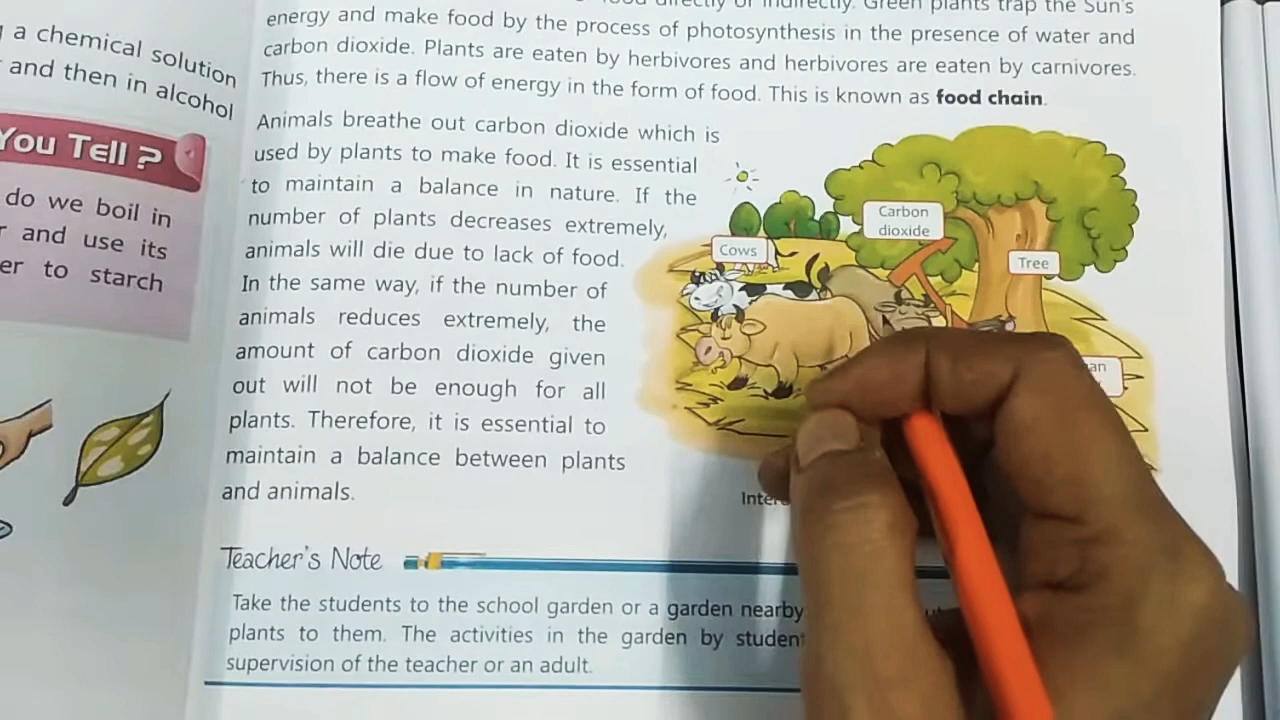 a chemical solution
and then in alcohol
You Tell?
do we boil in
and use its
to starch
directly or indirectly. Green plants trap the Sun's
energy and make food by the process of photosynthesis in the presence of water and
carbon dioxide. Plants are eaten by herbivores and herbivores are eaten by carnivores.
Thus, there is a flow of energy in the form of food. This is known as food chain.
Animals breathe out carbon dioxide which is
used by plants to make food. It is essential
to maintain a balance in nature. If the
number of plants decreases extremely,
animals will die due to lack of food.
In the same way, if the number of
animals reduces extremely, the
amount of carbon dioxide given
out will not be enough for all
plants. Therefore, it is essential to
maintain a balance between plants
and animals.
Carbon
dioxide
Cows
Tree
Teacher's Note
Take the students to the school garden or a garden nearby
plants to them. The activities in the garden by
supervision of the teacher or an adult.